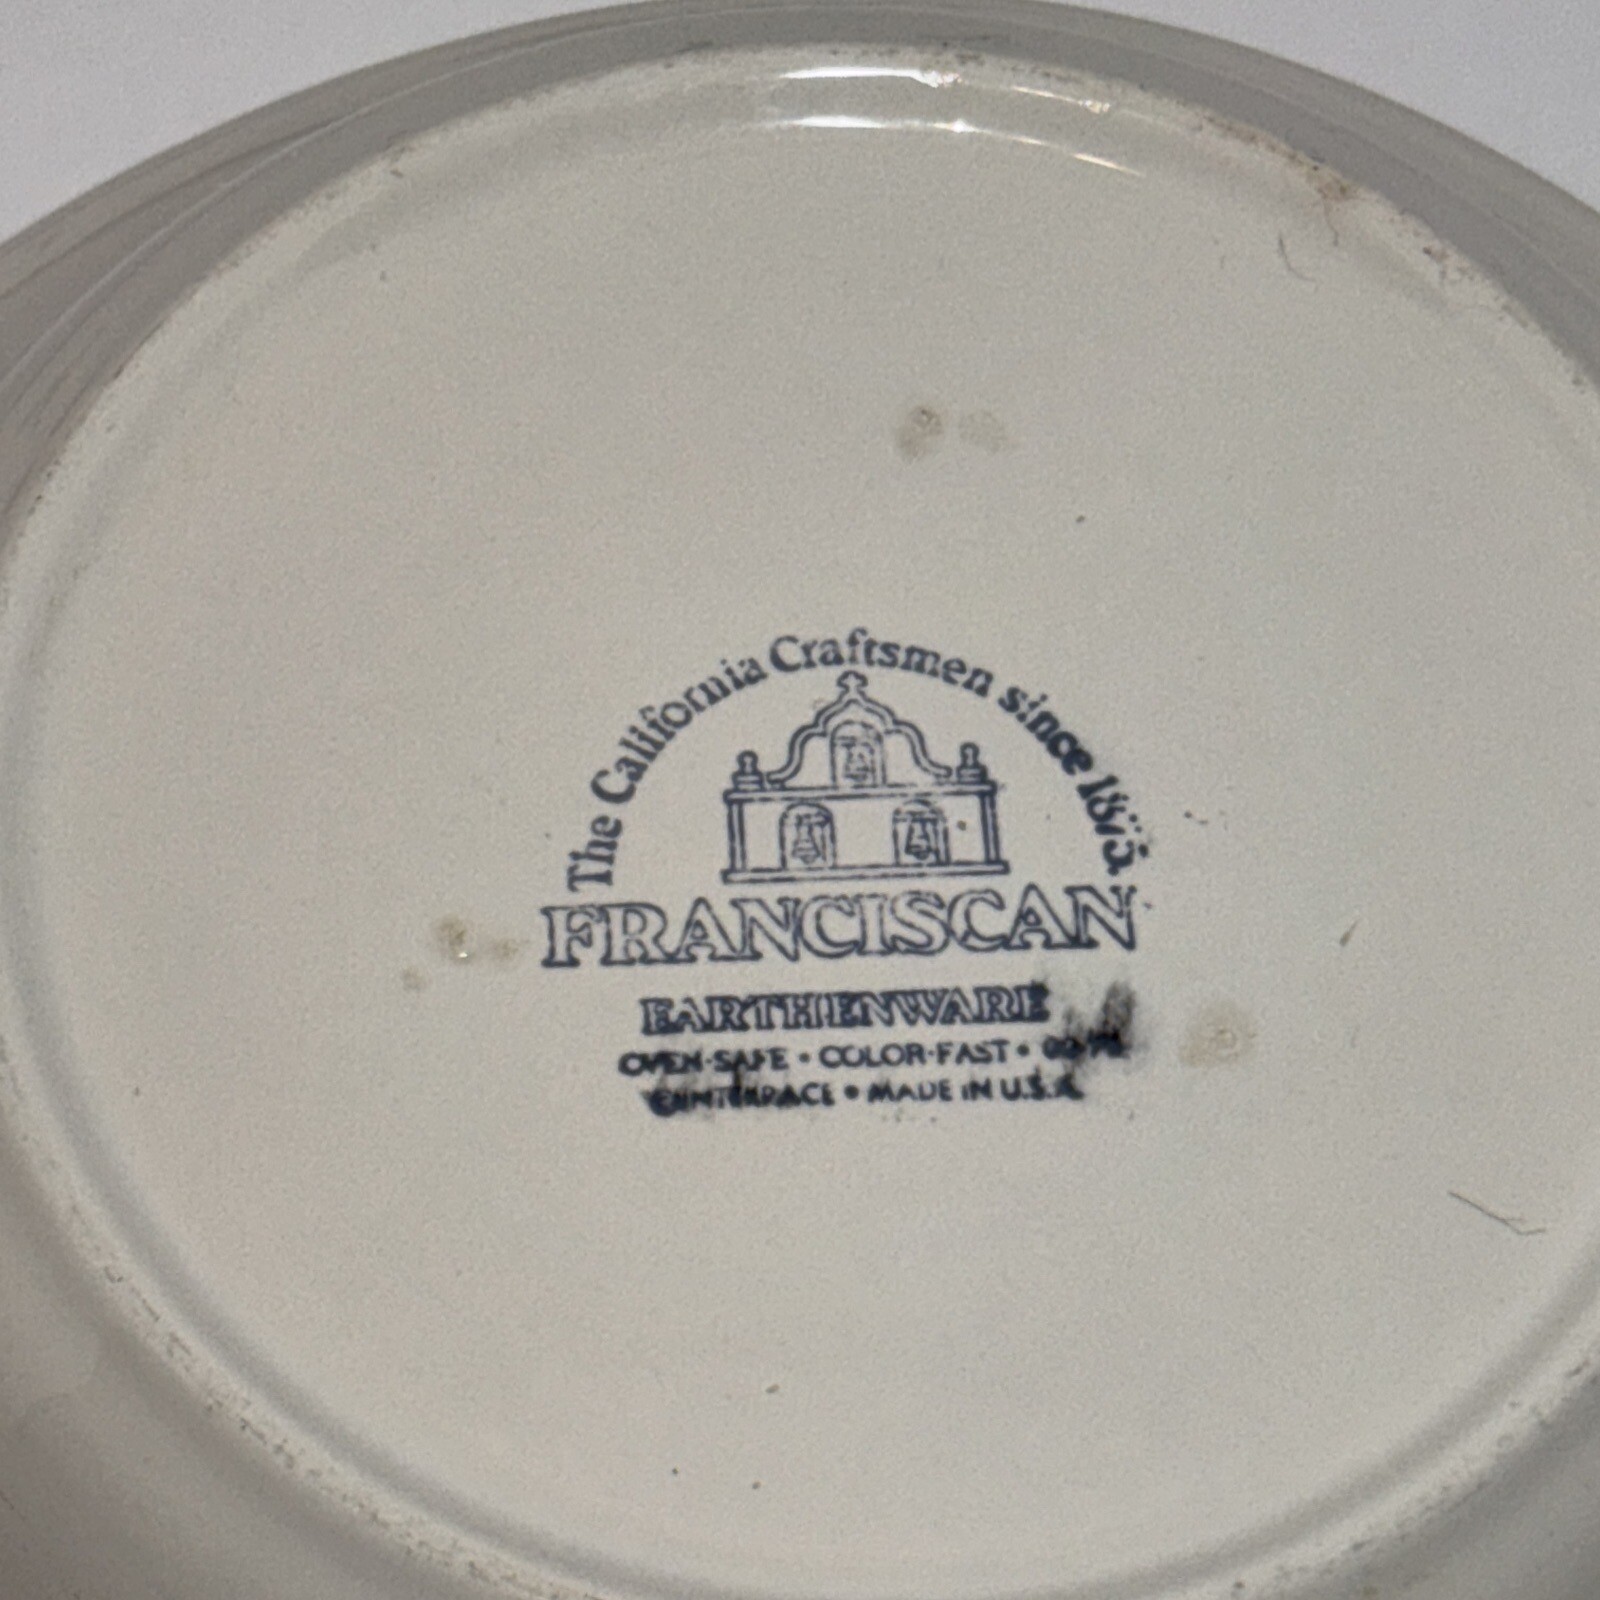 The California Craftsmen since 1875
FRANCISCAN
EARTHENWARE
OVEN-SAFE • COLOR-FAST •
• MADE IN U.S.A.